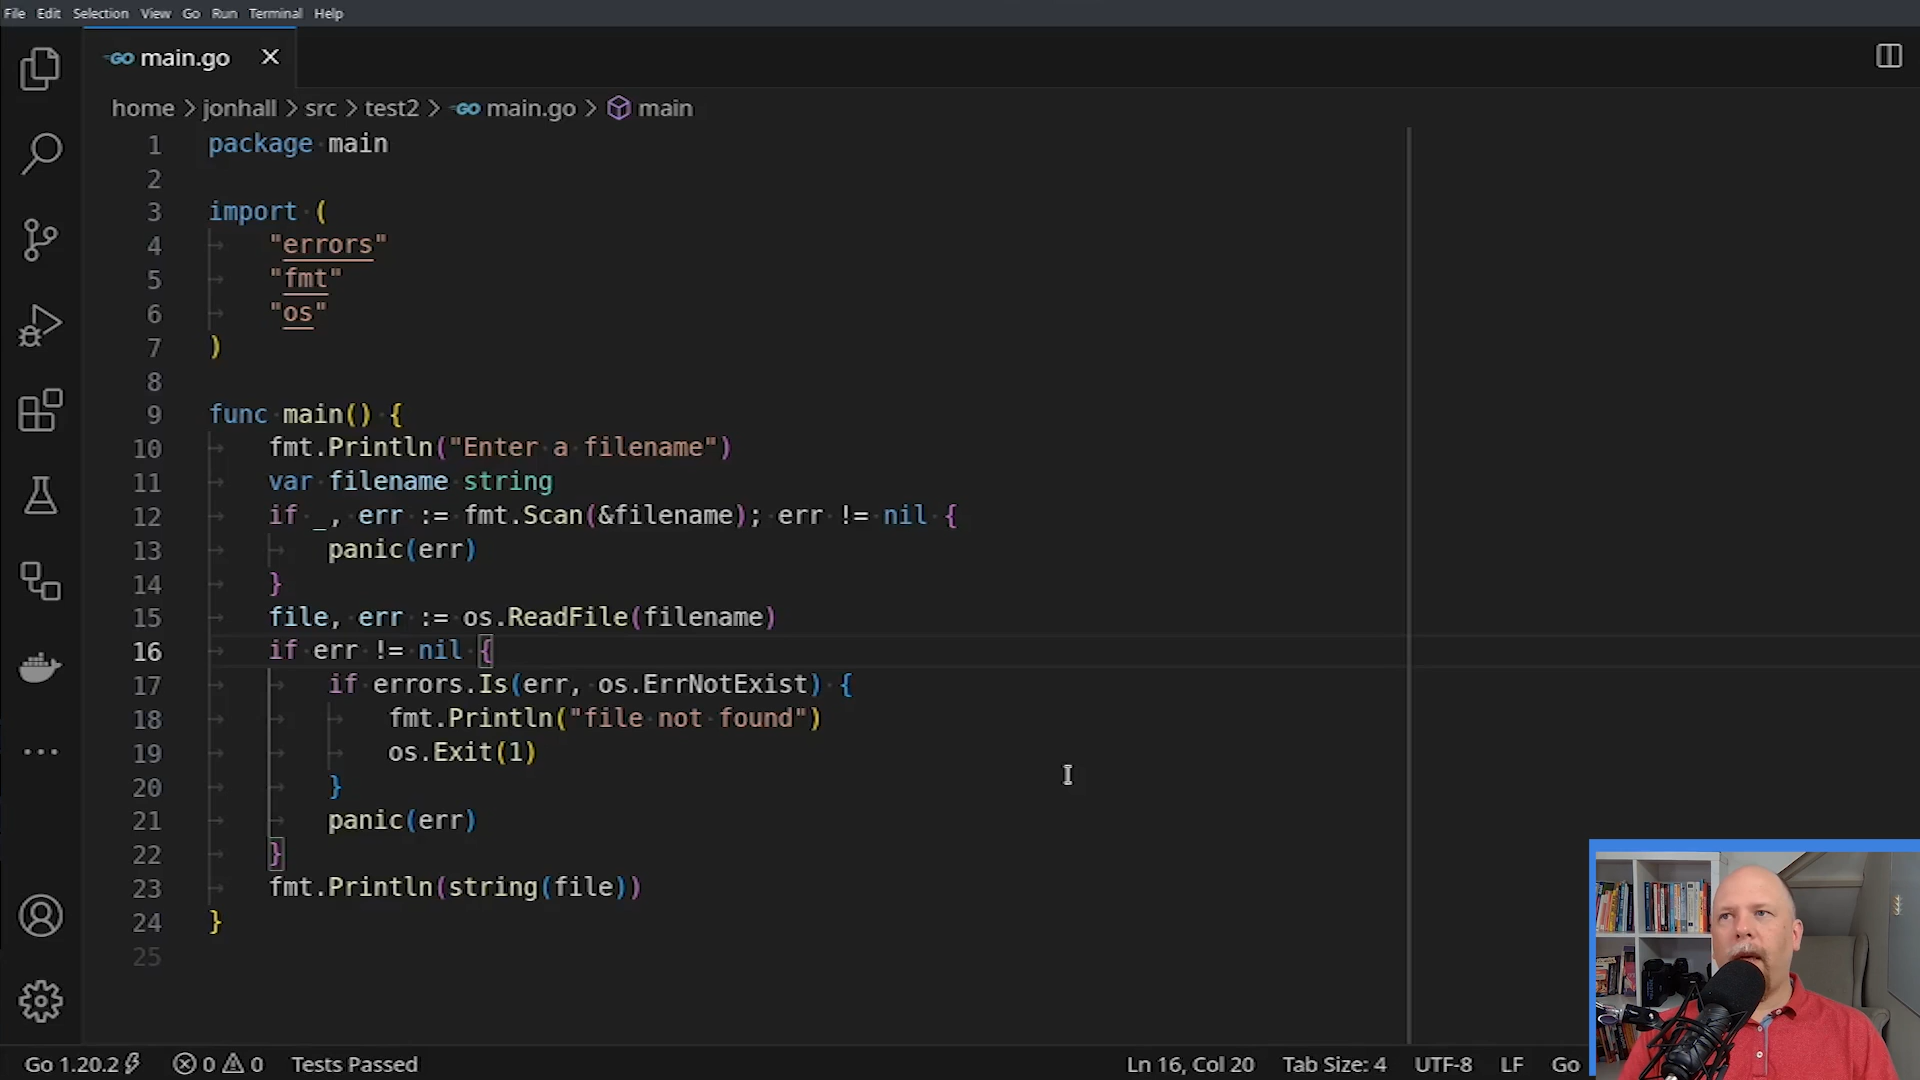 File Edit Selection View Go Run Terminal Help
GO main.go
home > jonhall > src > test2 > GO main.go > main
1 package main
2
3 import (
4 "errors"
5 "fmt"
6 "os"
7 )
8
9 func main() {
10 fmt.Println("Enter a filename")
11 var filename string
12 if _, err := fmt.Scan(&filename); err != nil {
13 panic(err)
14 }
15 file, err := os.ReadFile(filename)
16 if err != nil {
17 if errors.Is(err, os.ErrNotExist) {
18 fmt.Println("file not found")
19 os.Exit(1)
20 }
21 panic(err)
22 }
23 fmt.Println(string(file))
24 }
25
Go 1.20.2 0 0 Tests Passed Ln 16, Col 20 Tab Size: 4 UTF-8 LF Go